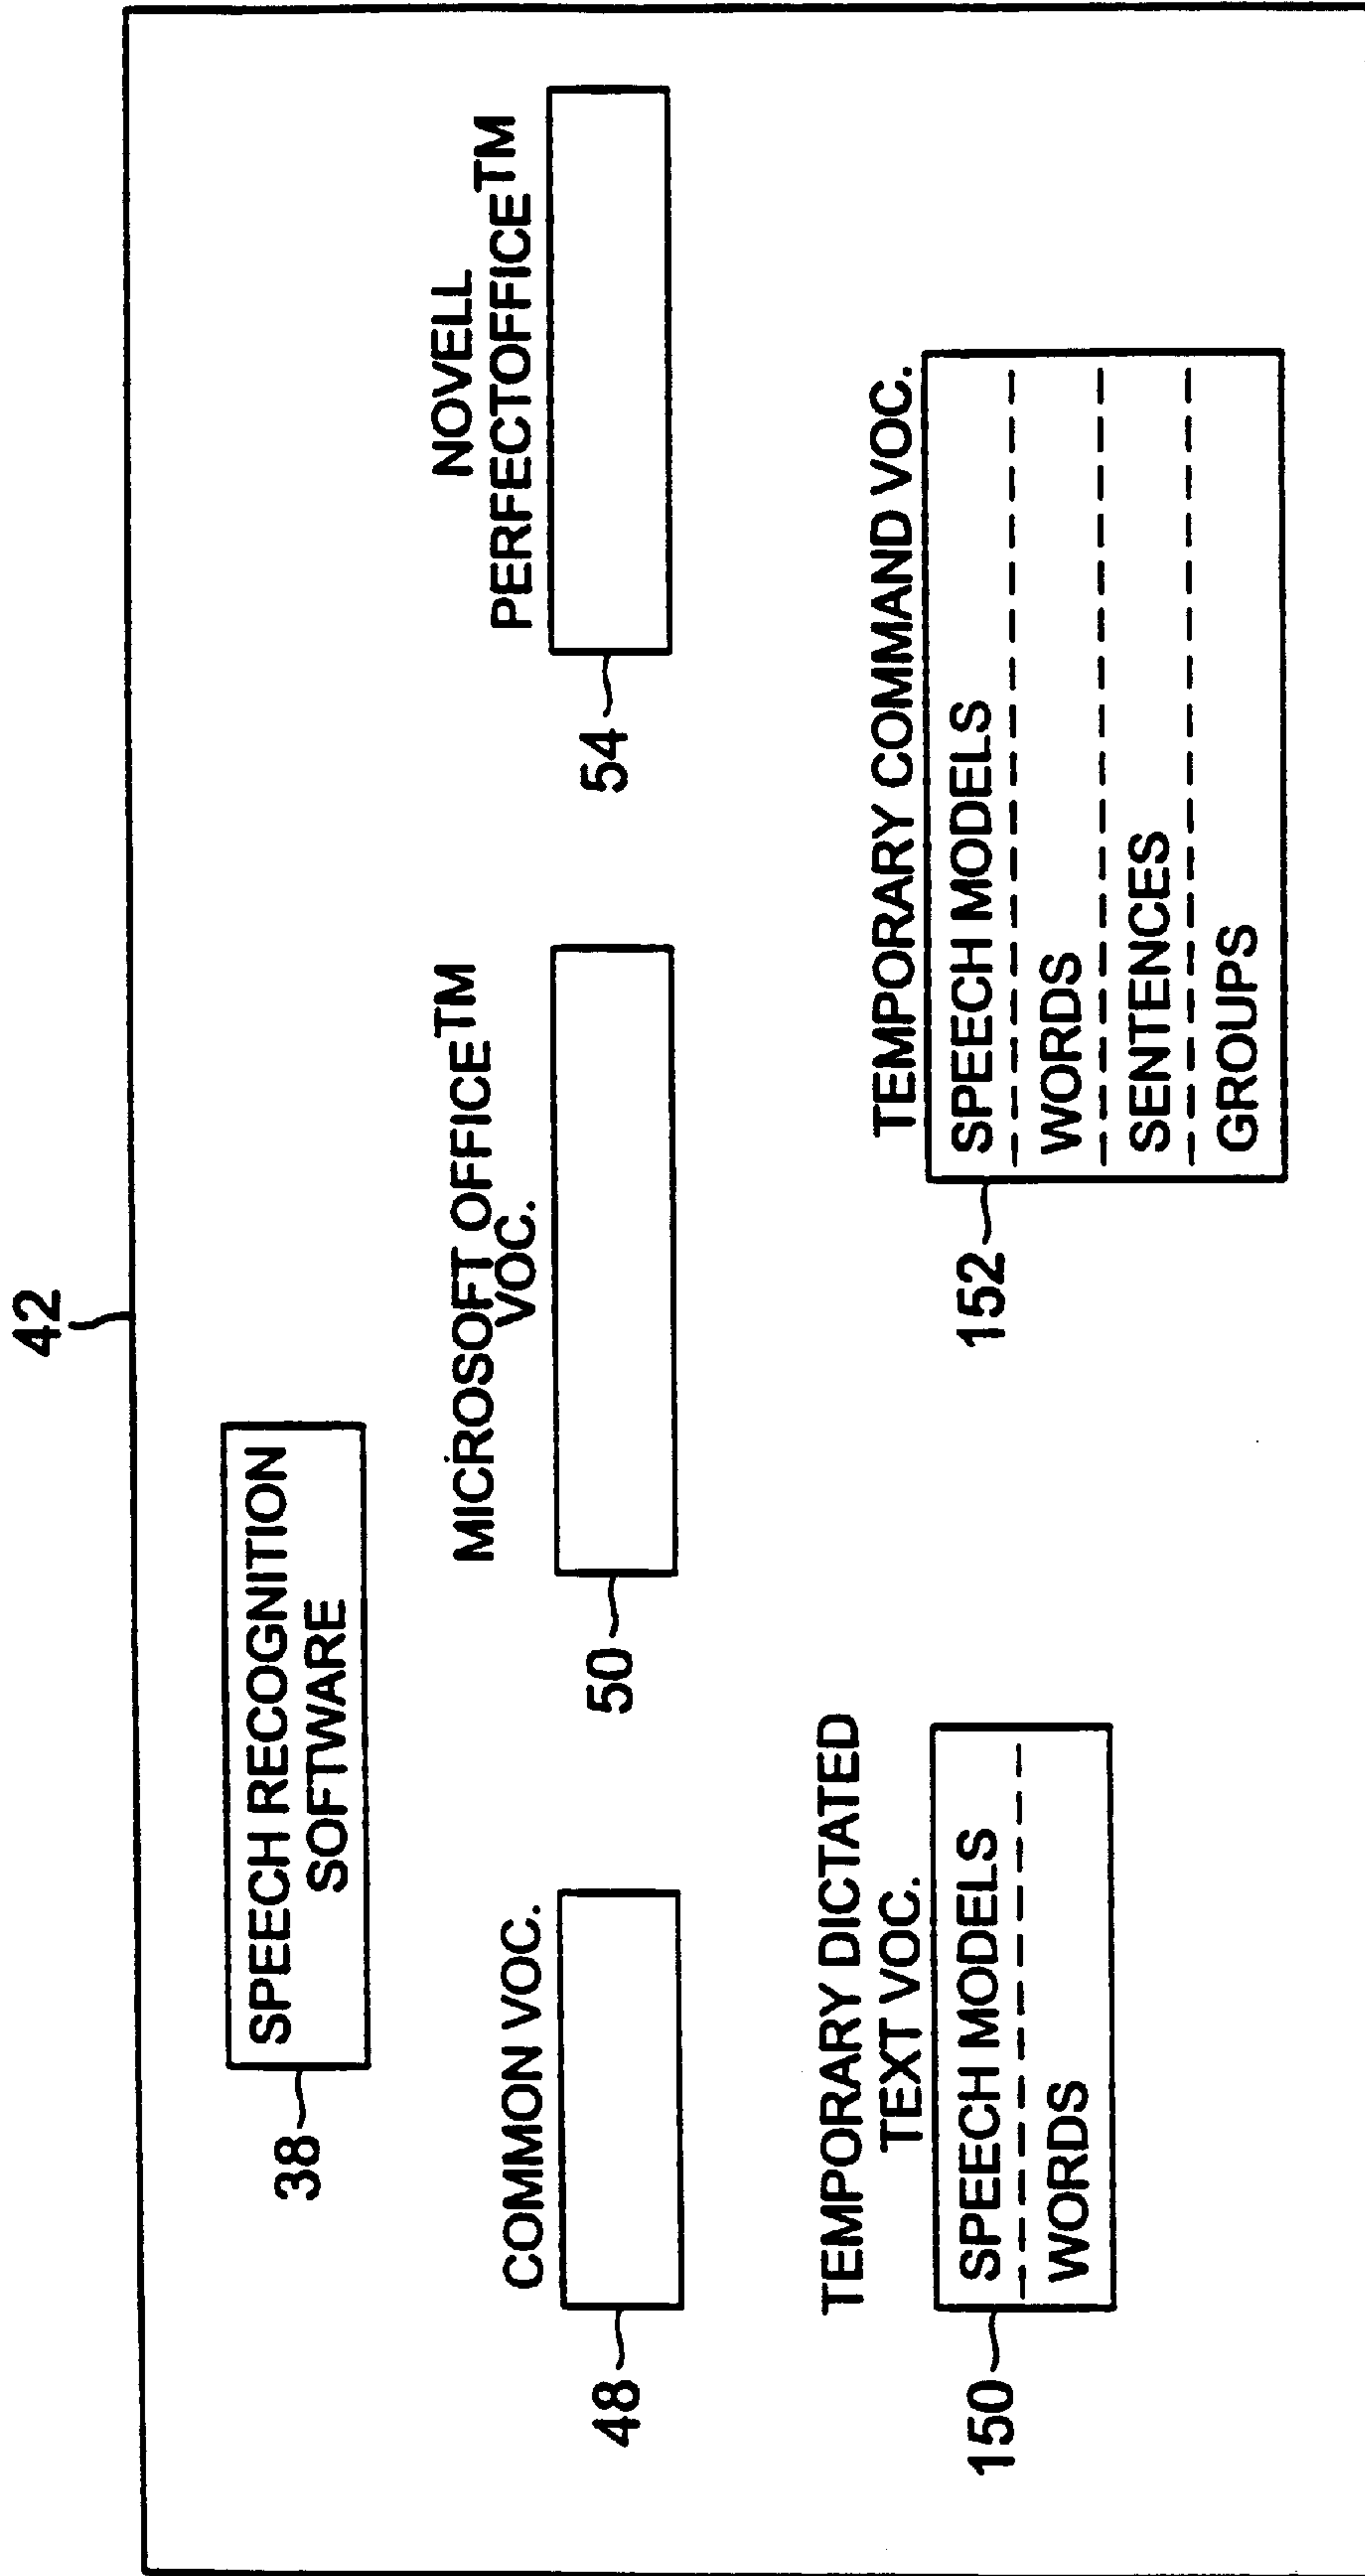 42
SPEECH RECOGNITION
SOFTWARE
38
COMMON VOC.
48
MICROSOFT OFFICE™
VOC.
50
NOVELL
PERFECTOFFICE™
54
TEMPORARY DICTATED
TEXT VOC.
SPEECH MODELS
WORDS
150
TEMPORARY COMMAND VOC.
SPEECH MODELS
WORDS
SENTENCES
GROUPS
152